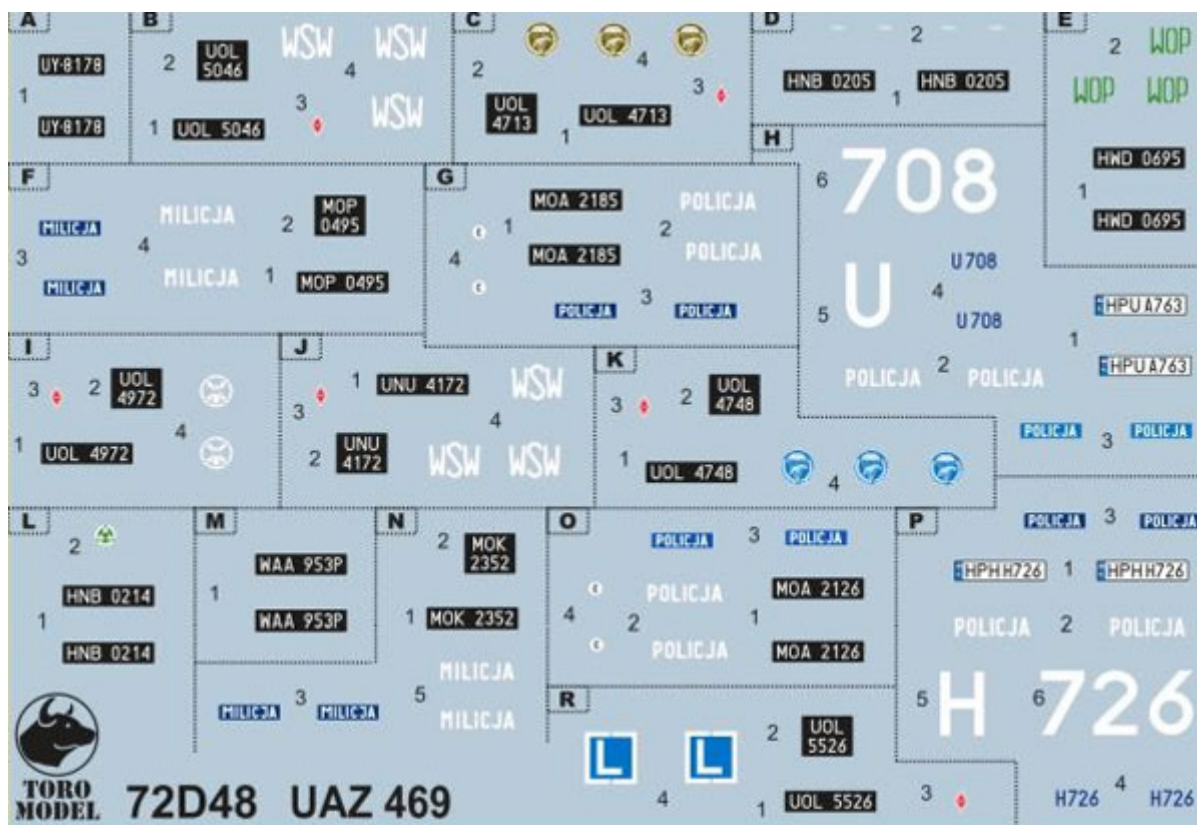 A
1
UY·8178
UY·8178
B
2
UOL
5046
WSW
WSW
4
WSW
3
1
UOL 5046
C
2
4
UOL
4713
1
UOL 4713
3
D
2
HNB 0205
1
HNB 0205
E
2
WOP
WOP
WOP
HWD 0695
1
HWD 0695
F
MILICJA
3
MILICJA
4
MILICJA
MILICJA
2
MOP
0495
1
MOP 0495
G
4
1
MOA 2185
MOA 2185
2
POLICJA
POLICJA
POLICJA
3
POLICJA
H
6
708
5
U
4
U708
U708
HPU A763
1
HPU A763
POLICJA
2
POLICJA
POLICJA
3
POLICJA
I
3
2
UOL
4972
4
1
UOL 4972
J
3
1
UNU 4172
WSW
4
2
UNU
4172
WSW
WSW
K
3
2
UOL
4748
1
UOL 4748
4
L
2
1
HNB 0214
HNB 0214
M
1
WAA 953P
WAA 953P
N
2
MOK
2352
1
MOK 2352
MILICJA
3
MILICJA
5
MILICJA
MILICJA
O
POLICJA
3
POLICJA
4
2
POLICJA
POLICJA
1
MOA 2126
MOA 2126
P
POLICJA
3
POLICJA
HPH H726
1
HPH H726
POLICJA
2
POLICJA
5
H
6
726
H726
4
H726
R
L
L
4
2
UOL
5526
1
UOL 5526
3
TORO
MODEL
72D48 UAZ 469